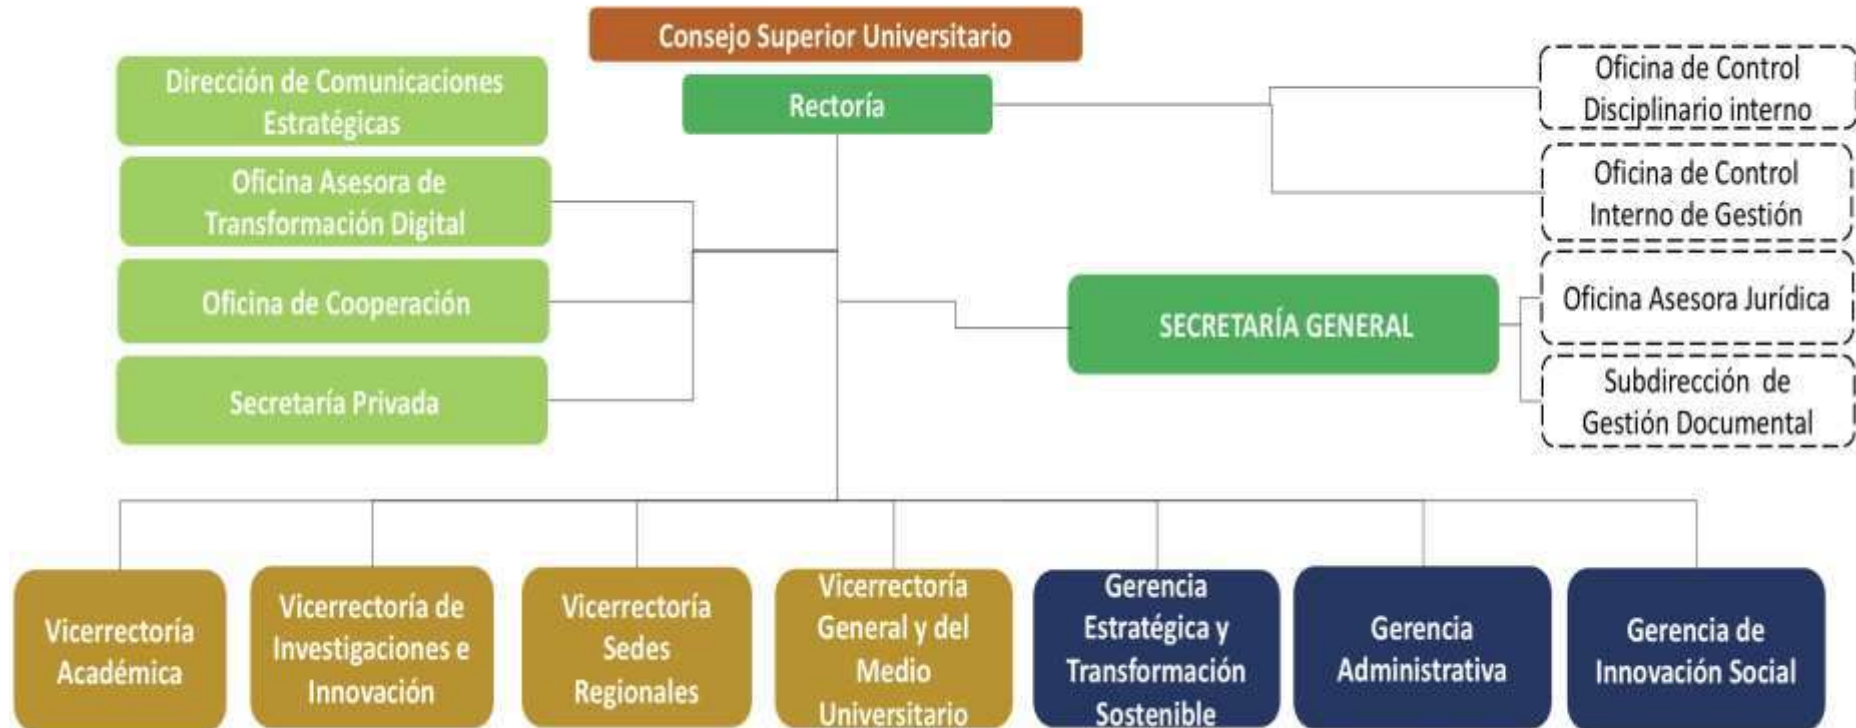 Consejo Superior Universitario
Rectoría
Dirección de Comunicaciones
Estratégicas
Oficina Asesora de
Transformación Digital
Oficina de Cooperación
Secretaría Privada
Oficina de Control
Disciplinario interno
Oficina de Control
Interno de Gestión
SECRETARÍA GENERAL
Oficina Asesora Jurídica
Subdirección de
Gestión Documental
Vicerrectoría
Académica
Vicerrectoría de
Investigaciones e
Innovación
Vicerrectoría
Sedes
Regionales
Vicerrectoría
General y del
Medio
Universitario
Gerencia
Estratégica y
Transformación
Sostenible
Gerencia
Administrativa
Gerencia de
Innovación Social